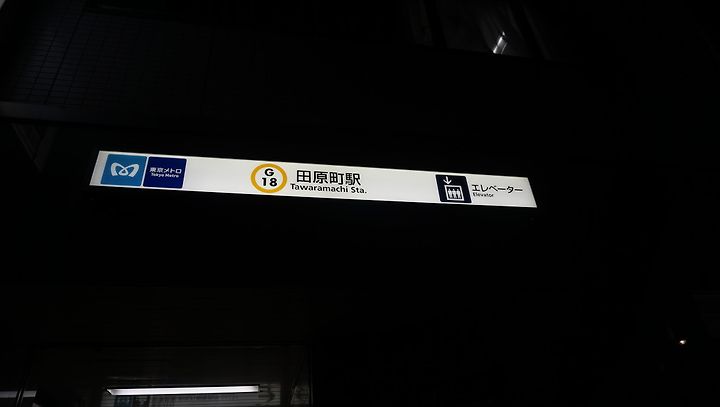 東京メトロ
Tokyo Metro
G
18
田原町駅
Tawaramachi Sta.
エレベーター
Elevator